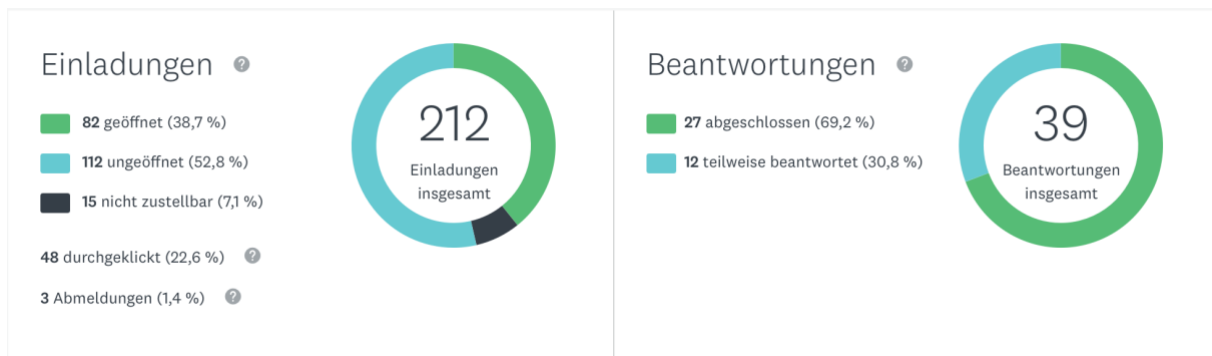 Einladungen ?
82 geöffnet (38,7 %)
112 ungeöffnet (52,8 %)
15 nicht zustellbar (7,1 %)
48 durchgeklickt (22,6 %) ?
3 Abmeldungen (1,4 %) ?
212
Einladungen
insgesamt
Beantwortungen ?
27 abgeschlossen (69,2 %)
12 teilweise beantwortet (30,8 %)
39
Beantwortungen
insgesamt